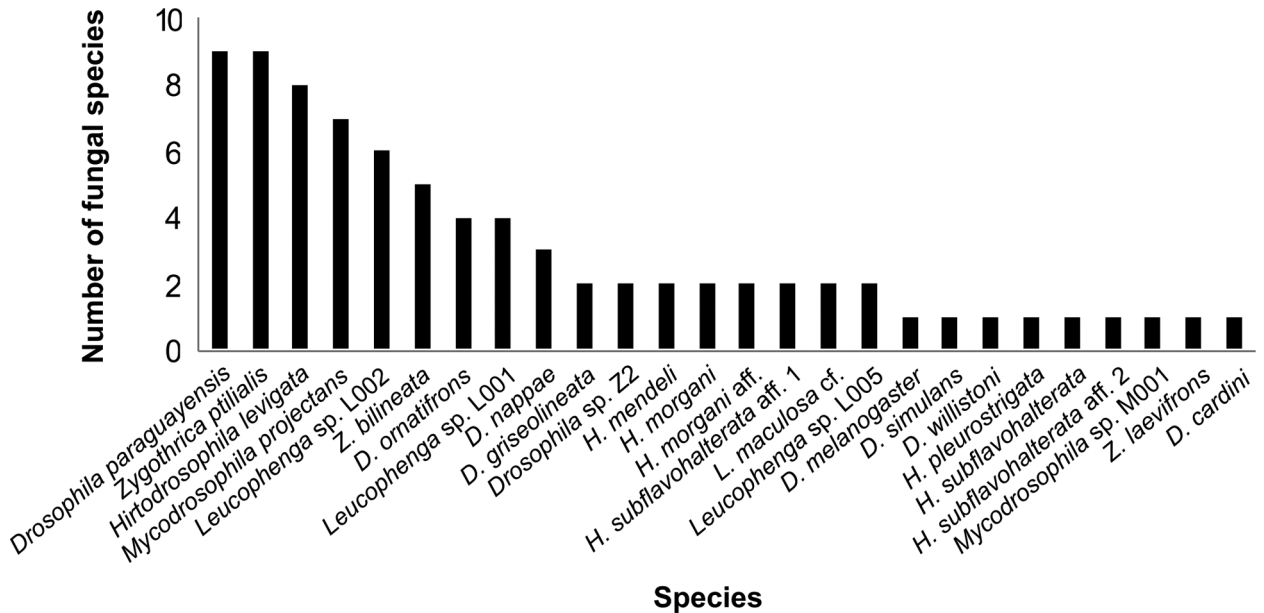 Number of fungal species
10
8
6
4
2
0
Drosophila paraguayensis
Zygothrica ptilialis
Hirtodrosophila levigata
Mycodrosophila projectans
Leucophenga sp. L002
Z. bilineata
D. ornatifrons
Leucophenga sp. L001
D. nappae
D. griseolineata
Drosophila sp. Z2
H. mendeli
H. morgani
H. morgani aff.
H. subflavohalterata aff. 1
L. maculosa cf.
Leucophenga sp. L005
D. melanogaster
D. simulans
D. willistoni
H. pleurostrigata
H. subflavohalterata
H. subflavohalterata aff. 2
Mycodrosophila sp. M001
Z. laevifrons
D. cardini
Species